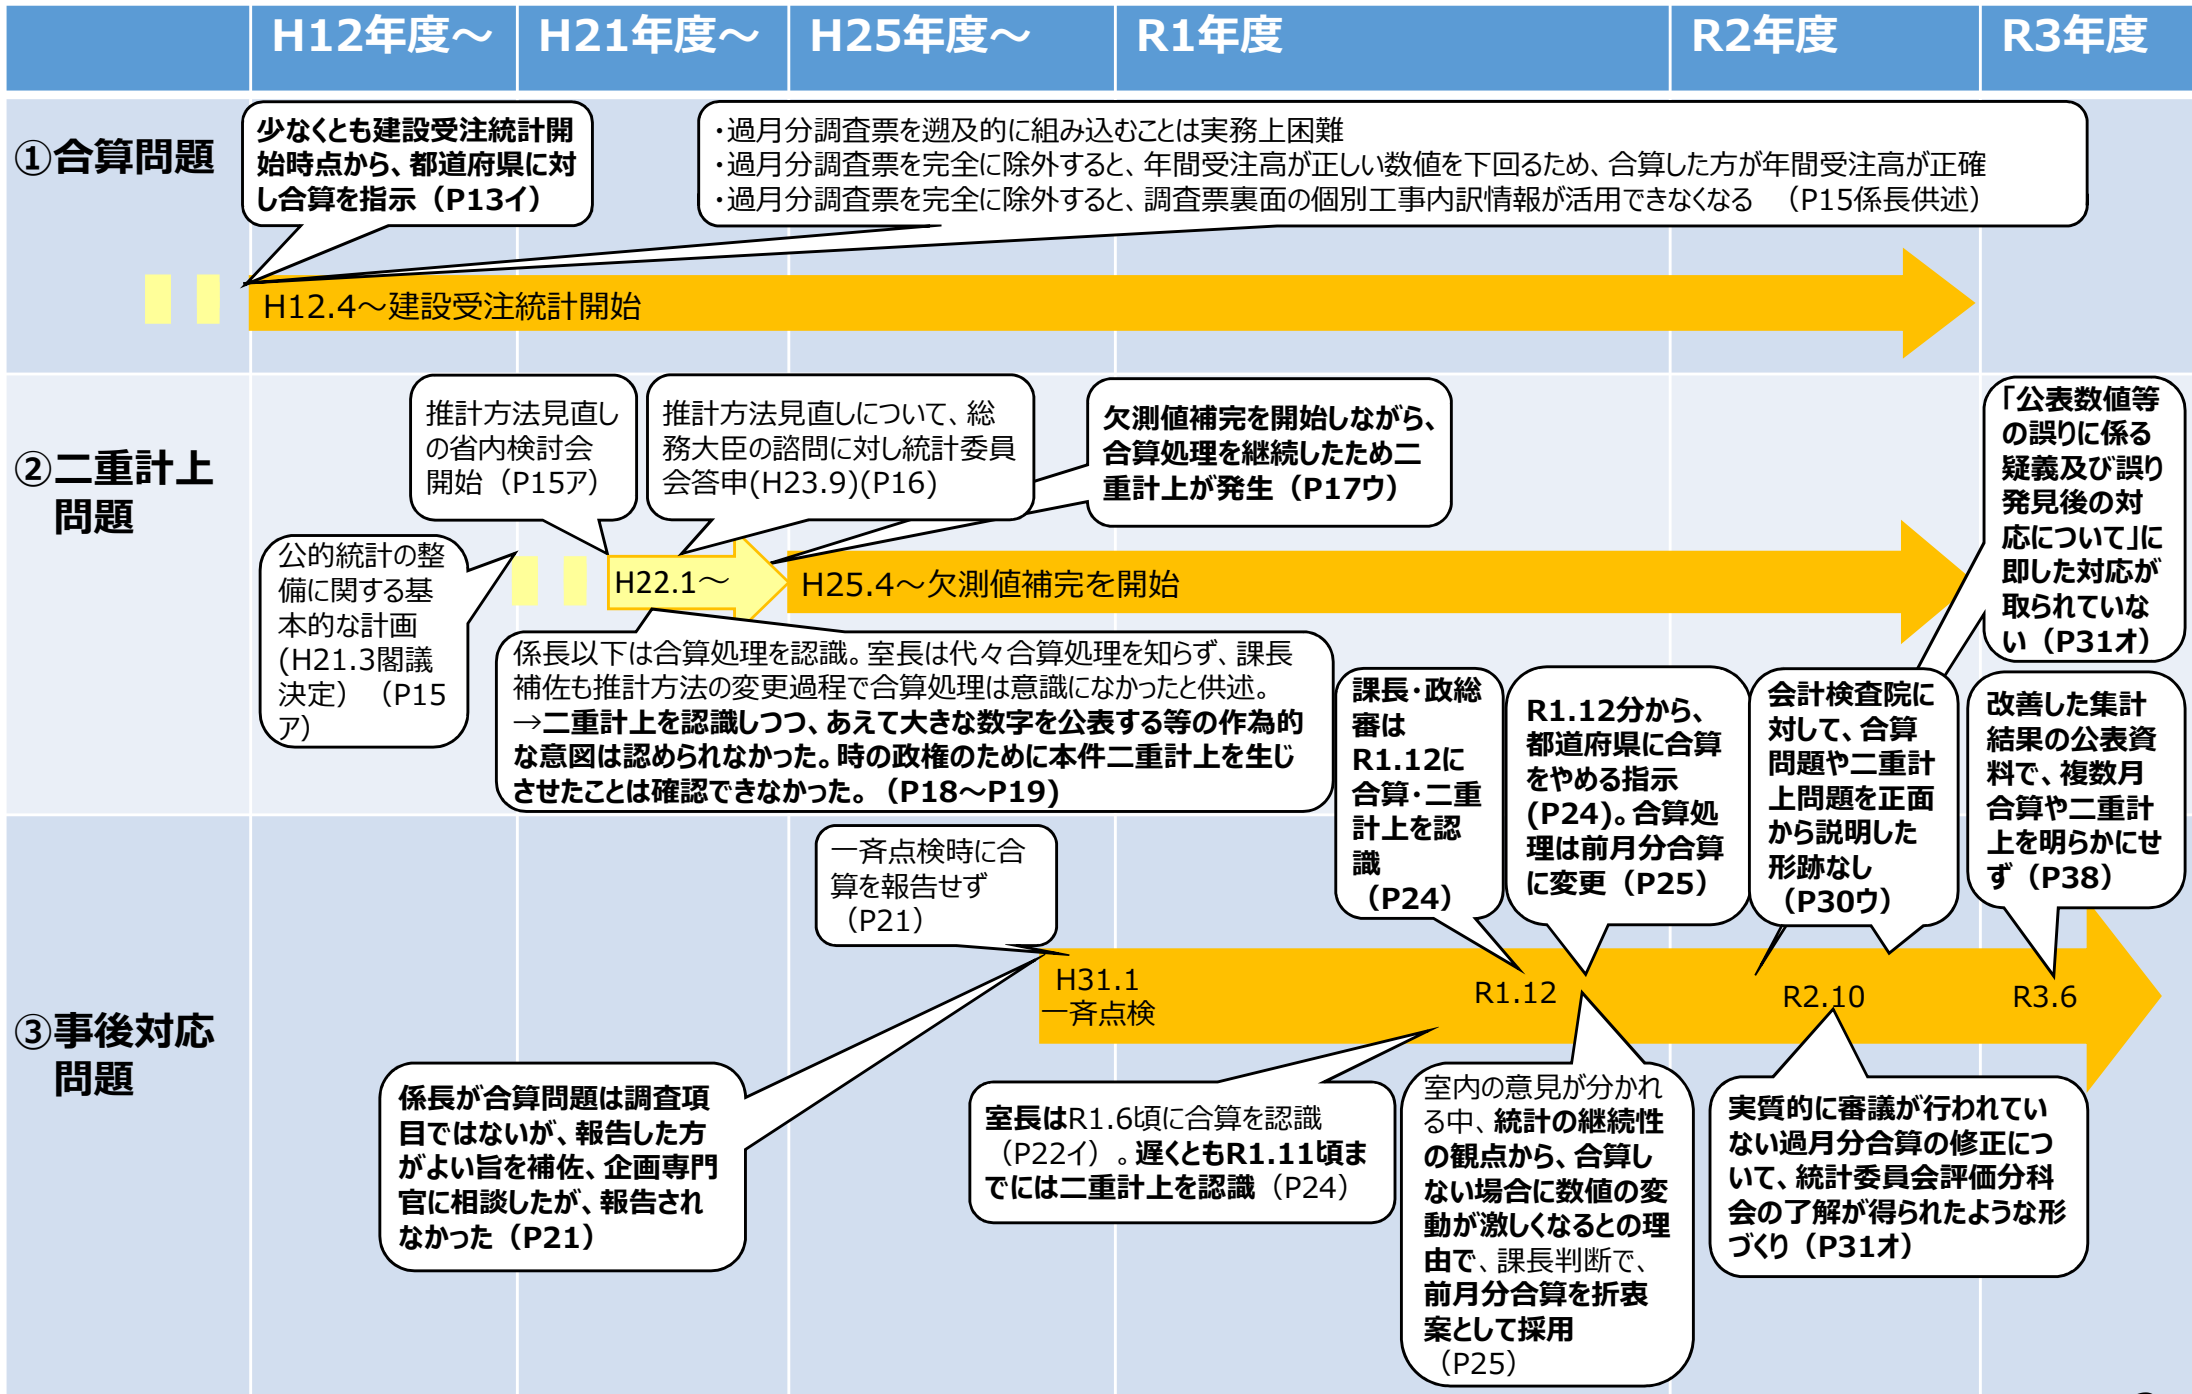 H12年度～
H21年度～
H25年度～
R1年度
R2年度
R3年度
①合算問題
少なくとも建設受注統計開
始時点から、都道府県に対
し合算を指示（P13イ）
・過月分調査票を遡及的に組み込むことは実務上困難
・過月分調査票を完全に除外すると、年間受注高が正しい数値を下回るため、合算した方が年間受注高が正確
・過月分調査票を完全に除外すると、調査票裏面の個別工事内訳情報が活用できなくなる　（P15係長供述）
H12.4～建設受注統計開始
②二重計上
問題
公的統計の整
備に関する基
本的な計画
(H21.3閣議
決定）（P15
ア）
推計方法見直し
の省内検討会
開始（P15ア）
推計方法見直しについて、総
務大臣の諮問に対し統計委員
会答申(H23.9)(P16)
欠測値補完を開始しながら、
合算処理を継続したため二
重計上が発生（P17ウ）
「公表数値等
の誤りに係る
疑義及び誤り
発見後の対
応について」に
即した対応が
取られていな
い（P31オ）
H22.1～
H25.4～欠測値補完を開始
係長以下は合算処理を認識。室長は代々合算処理を知らず、課長
補佐も推計方法の変更過程で合算処理は意識になかったと供述。
→二重計上を認識しつつ、あえて大きな数字を公表する等の作為的
な意図は認められなかった。時の政権のために本件二重計上を生じ
させたことは確認できなかった。（P18～P19)
③事後対応
問題
一斉点検時に合
算を報告せず
（P21）
課長・政総
審は
R1.12に
合算・二重
計上を認
識
（P24）
R1.12分から、
都道府県に合算
をやめる指示
(P24)。合算処
理は前月分合算
に変更（P25）
会計検査院に
対して、合算
問題や二重計
上問題を正面
から説明した
形跡なし
（P30ウ）
改善した集計
結果の公表資
料で、複数月
合算や二重計
上を明らかにせ
ず（P38）
H31.1
一斉点検
R1.12
R2.10
R3.6
係長が合算問題は調査項
目ではないが、報告した方
がよい旨を補佐、企画専門
官に相談したが、報告され
なかった（P21）
室長はR1.6頃に合算を認識
（P22イ）。遅くともR1.11頃ま
でには二重計上を認識（P24）
室内の意見が分かれ
る中、統計の継続性
の観点から、合算し
ない場合に数値の変
動が激しくなるとの理
由で、課長判断で、
前月分合算を折衷
案として採用
（P25）
実質的に審議が行われてい
ない過月分合算の修正につ
いて、統計委員会評価分科
会の了解が得られたような形
づくり（P31オ）